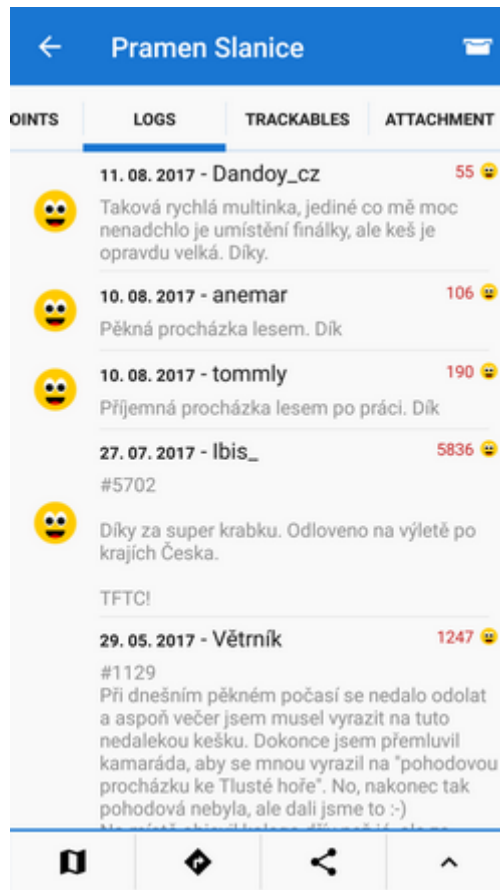 Pramen Slanice
OINTS LOGS TRACKABLES ATTACHMENT
11. 08. 2017 - Dandoy_cz 55
Taková rychlá multinka, jediné co mě moc
nenadchlo je umístění finálky, ale keš je
opravdu velká. Díky.
10. 08. 2017 - anemar 106
Pěkná procházka lesem. Dík
10. 08. 2017 - tommly 190
Příjemná procházka lesem po práci. Dík
27. 07. 2017 - Ibis_ 5836
#5702
Díky za super krabku. Odloveno na výletě po
krajích Česka.
TFTC!
29. 05. 2017 - Větrník 1247
#1129
Při dnešním pěkném počasí se nedalo odolat
a aspoň večer jsem musel vyrazit na tuto
nedalekou kešku. Dokonce jsem přemluvil
kamaráda, aby se mnou vyrazil na "pohodovou
procházku ke Tlusté hoře". No, nakonec tak
pohodová nebyla, ale dali jsme to :-)